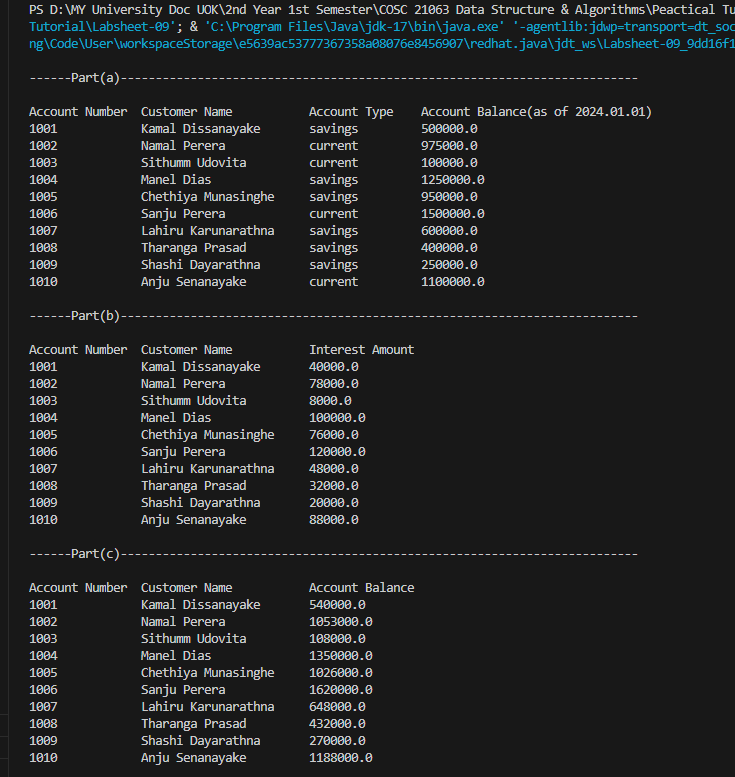 PS D:\MY University Doc UOK\2nd Year 1st Semester\COSC 21063 Data Structure & Algorithms\Peactical Tu
Tutorial\Labsheet-09'; & 'C:\Program Files\Java\jdk-17\bin\java.exe' '-agentlib:jdwp=transport=dt_soc
ng\Code\User\workspaceStorage\e5639ac53777367358a08076e8456907\redhat.java\jdt_ws\Labsheet-09_9dd16f1
------Part(a)--------------------------------------------------------------------------
Account Number Customer Name Account Type Account Balance(as of 2024.01.01)
1001 Kamal Dissanayake savings 500000.0
1002 Namal Perera current 975000.0
1003 Sithumm Udovita current 100000.0
1004 Manel Dias savings 1250000.0
1005 Chethiya Munasinghe savings 950000.0
1006 Sanju Perera current 1500000.0
1007 Lahiru Karunarathna savings 600000.0
1008 Tharanga Prasad savings 400000.0
1009 Shashi Dayarathna savings 250000.0
1010 Anju Senanayake current 1100000.0
------Part(b)--------------------------------------------------------------------------
Account Number Customer Name Interest Amount
1001 Kamal Dissanayake 40000.0
1002 Namal Perera 78000.0
1003 Sithumm Udovita 8000.0
1004 Manel Dias 100000.0
1005 Chethiya Munasinghe 76000.0
1006 Sanju Perera 120000.0
1007 Lahiru Karunarathna 48000.0
1008 Tharanga Prasad 32000.0
1009 Shashi Dayarathna 20000.0
1010 Anju Senanayake 88000.0
------Part(c)--------------------------------------------------------------------------
Account Number Customer Name Account Balance
1001 Kamal Dissanayake 540000.0
1002 Namal Perera 1053000.0
1003 Sithumm Udovita 108000.0
1004 Manel Dias 1350000.0
1005 Chethiya Munasinghe 1026000.0
1006 Sanju Perera 1620000.0
1007 Lahiru Karunarathna 648000.0
1008 Tharanga Prasad 432000.0
1009 Shashi Dayarathna 270000.0
1010 Anju Senanayake 1188000.0